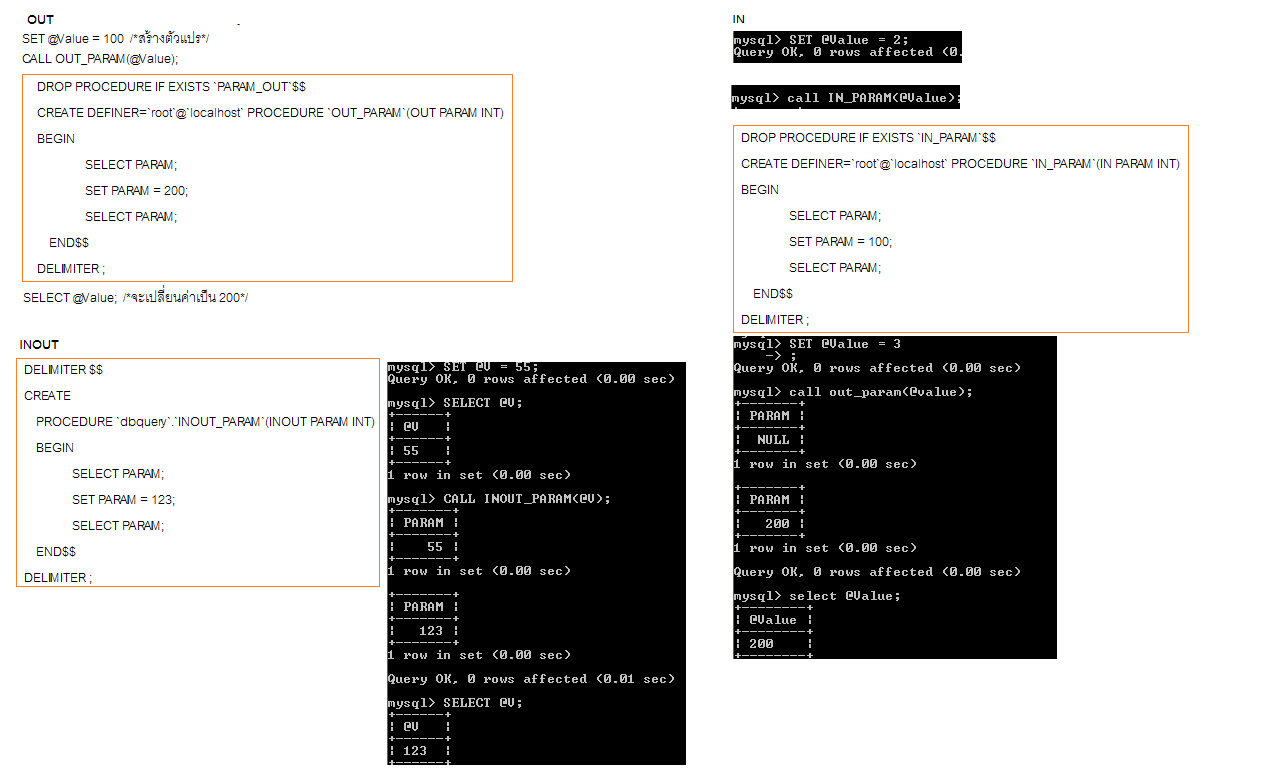 OUT
SET @Value = 100  /*สร้างตัวแปร*/
CALL OUT_PARAM(@Value);
DROP PROCEDURE IF EXISTS `PARAM_OUT`$$
CREATE DEFINER=`root`@`localhost` PROCEDURE `OUT_PARAM`(OUT PARAM INT)
BEGIN
SELECT PARAM;
SET PARAM = 200;
SELECT PARAM;
END$$
DELIMITER ;
SELECT @Value;  /*จะเปลี่ยนค่าเป็น 200*/
INOUT
DELIMITER $$
CREATE
PROCEDURE `dbquery`.`INOUT_PARAM`(INOUT PARAM INT)
BEGIN
SELECT PARAM;
SET PARAM = 123;
SELECT PARAM;
END$$
DELIMITER ;
mysql> SET @V = 55;
Query OK, 0 rows affected (0.00 sec)
mysql> SELECT @V;
+------+
| @V   |
+------+
| 55   |
+------+
1 row in set (0.00 sec)
mysql> CALL INOUT_PARAM(@V);
+-------+
| PARAM |
+-------+
|    55 |
+-------+
1 row in set (0.00 sec)
+-------+
| PARAM |
+-------+
|   123 |
+-------+
1 row in set (0.00 sec)
Query OK, 0 rows affected (0.01 sec)
mysql> SELECT @V;
+------+
| @V   |
+------+
| 123  |
+------+
IN
mysql> SET @Value = 2;
Query OK, 0 rows affected (0.
mysql> call IN_PARAM(@Value);
DROP PROCEDURE IF EXISTS `IN_PARAM`$$
CREATE DEFINER=`root`@`localhost` PROCEDURE `IN_PARAM`(IN PARAM INT)
BEGIN
SELECT PARAM;
SET PARAM = 100;
SELECT PARAM;
END$$
DELIMITER ;
mysql> SET @Value = 3
-> ;
Query OK, 0 rows affected (0.00 sec)
mysql> call out_param(@value);
+-------+
| PARAM |
+-------+
|  NULL |
+-------+
1 row in set (0.00 sec)
+-------+
| PARAM |
+-------+
|   200 |
+-------+
1 row in set (0.00 sec)
Query OK, 0 rows affected (0.00 sec)
mysql> select @Value;
+--------+
| @Value |
+--------+
| 200    |
+--------+